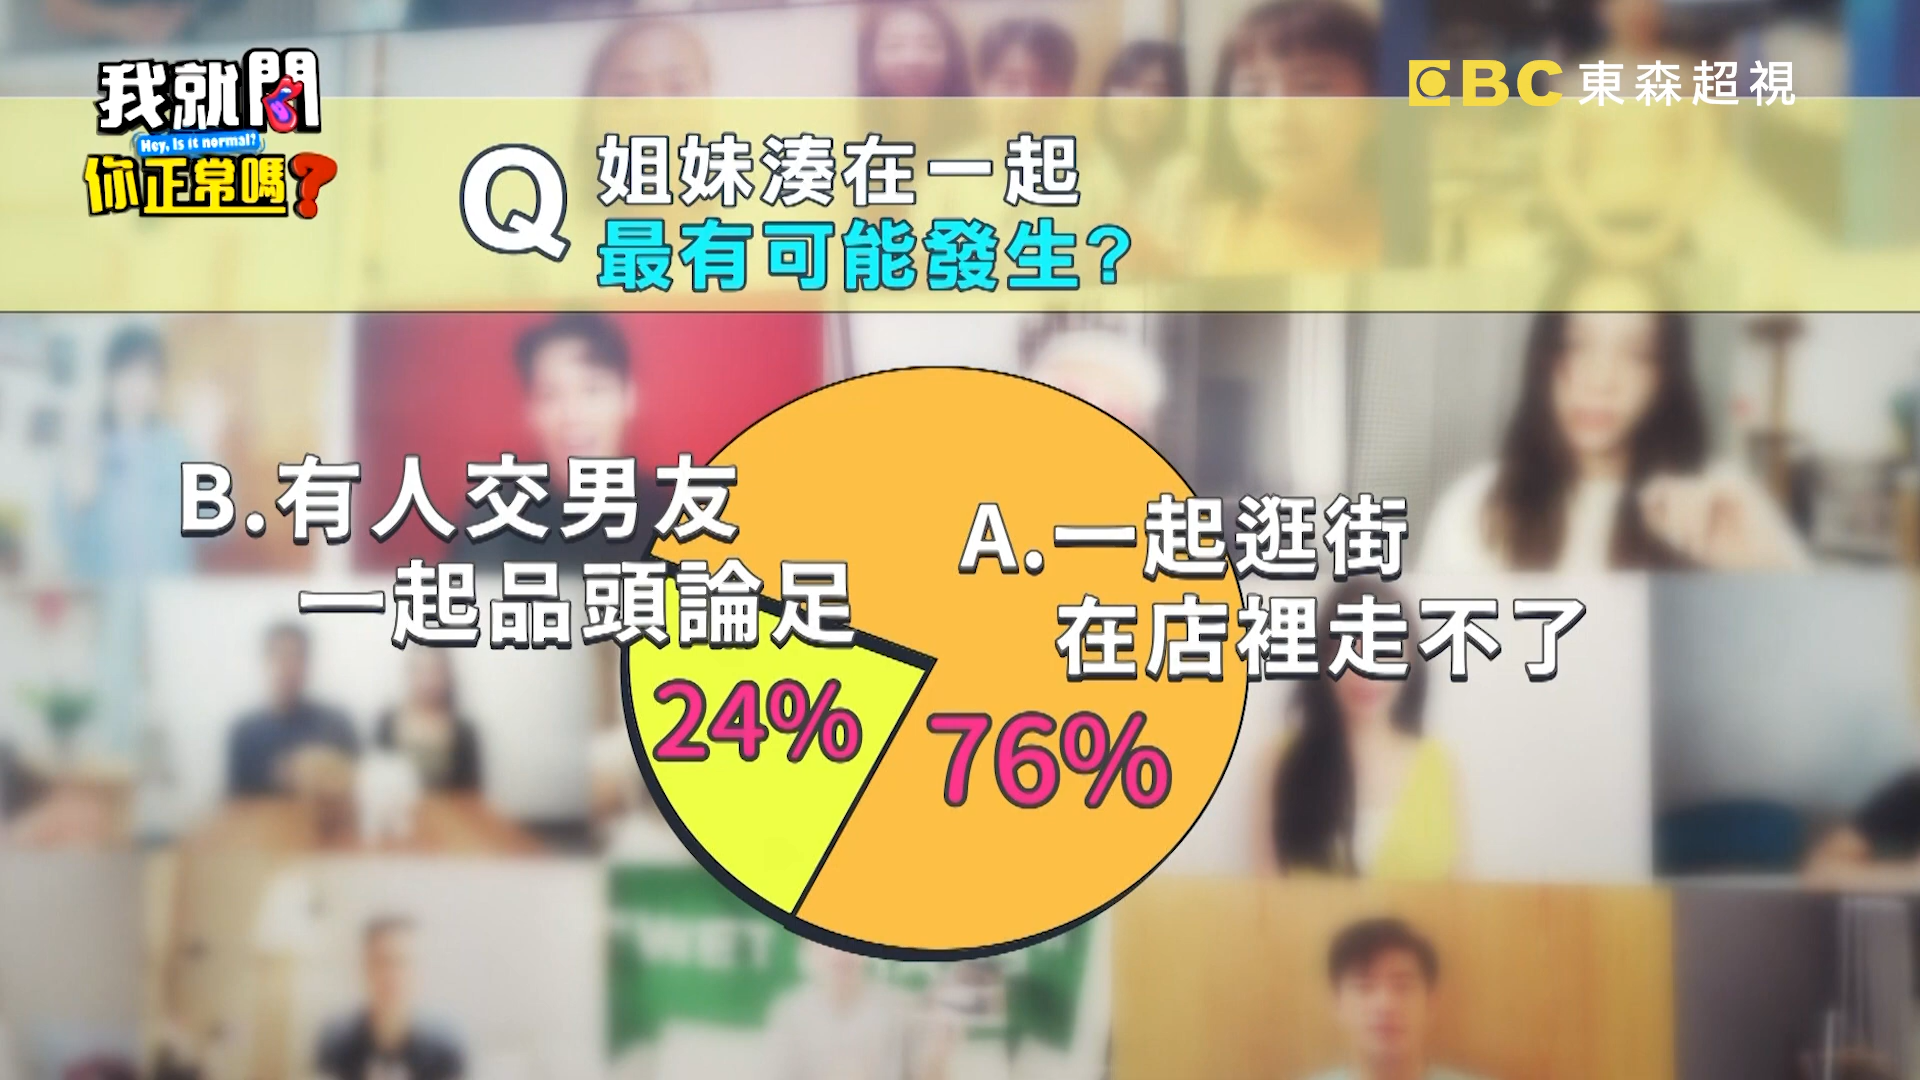 我就問
Hey, Is it normal?
你正常嗎?
EBC 東森超視
Q 姐妹湊在一起
最有可能發生?
B.有人交男友
一起品頭論足
24%
A.一起逛街
在店裡走不了
76%